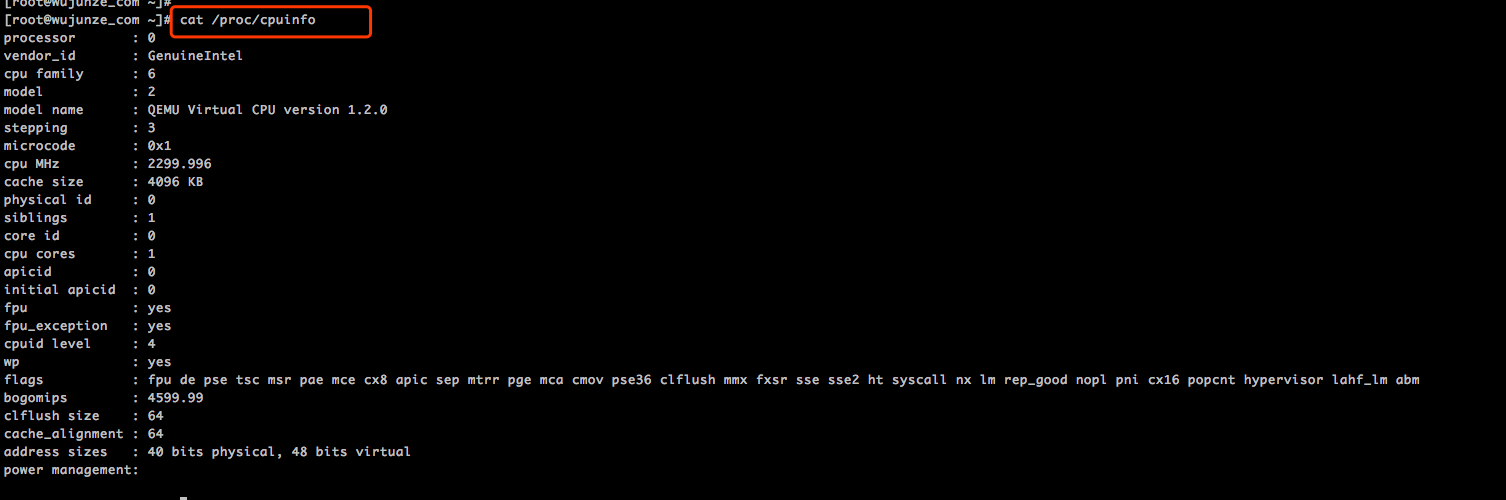 [root@wujunze_com ~]#
[root@wujunze_com ~]# cat /proc/cpuinfo
processor : 0
vendor_id : GenuineIntel
cpu family : 6
model : 2
model name : QEMU Virtual CPU version 1.2.0
stepping : 3
microcode : 0x1
cpu MHz : 2299.996
cache size : 4096 KB
physical id : 0
siblings : 1
core id : 0
cpu cores : 1
apicid : 0
initial apicid : 0
fpu : yes
fpu_exception : yes
cpuid level : 4
wp : yes
flags : fpu de pse tsc msr pae mce cx8 apic sep mtrr pge mca cmov pse36 clflush mmx fxsr sse sse2 ht syscall nx lm rep_good nopl pni cx16 popcnt hypervisor lahf_lm abm
bogomips : 4599.99
clflush size : 64
cache_alignment : 64
address sizes : 40 bits physical, 48 bits virtual
power management: